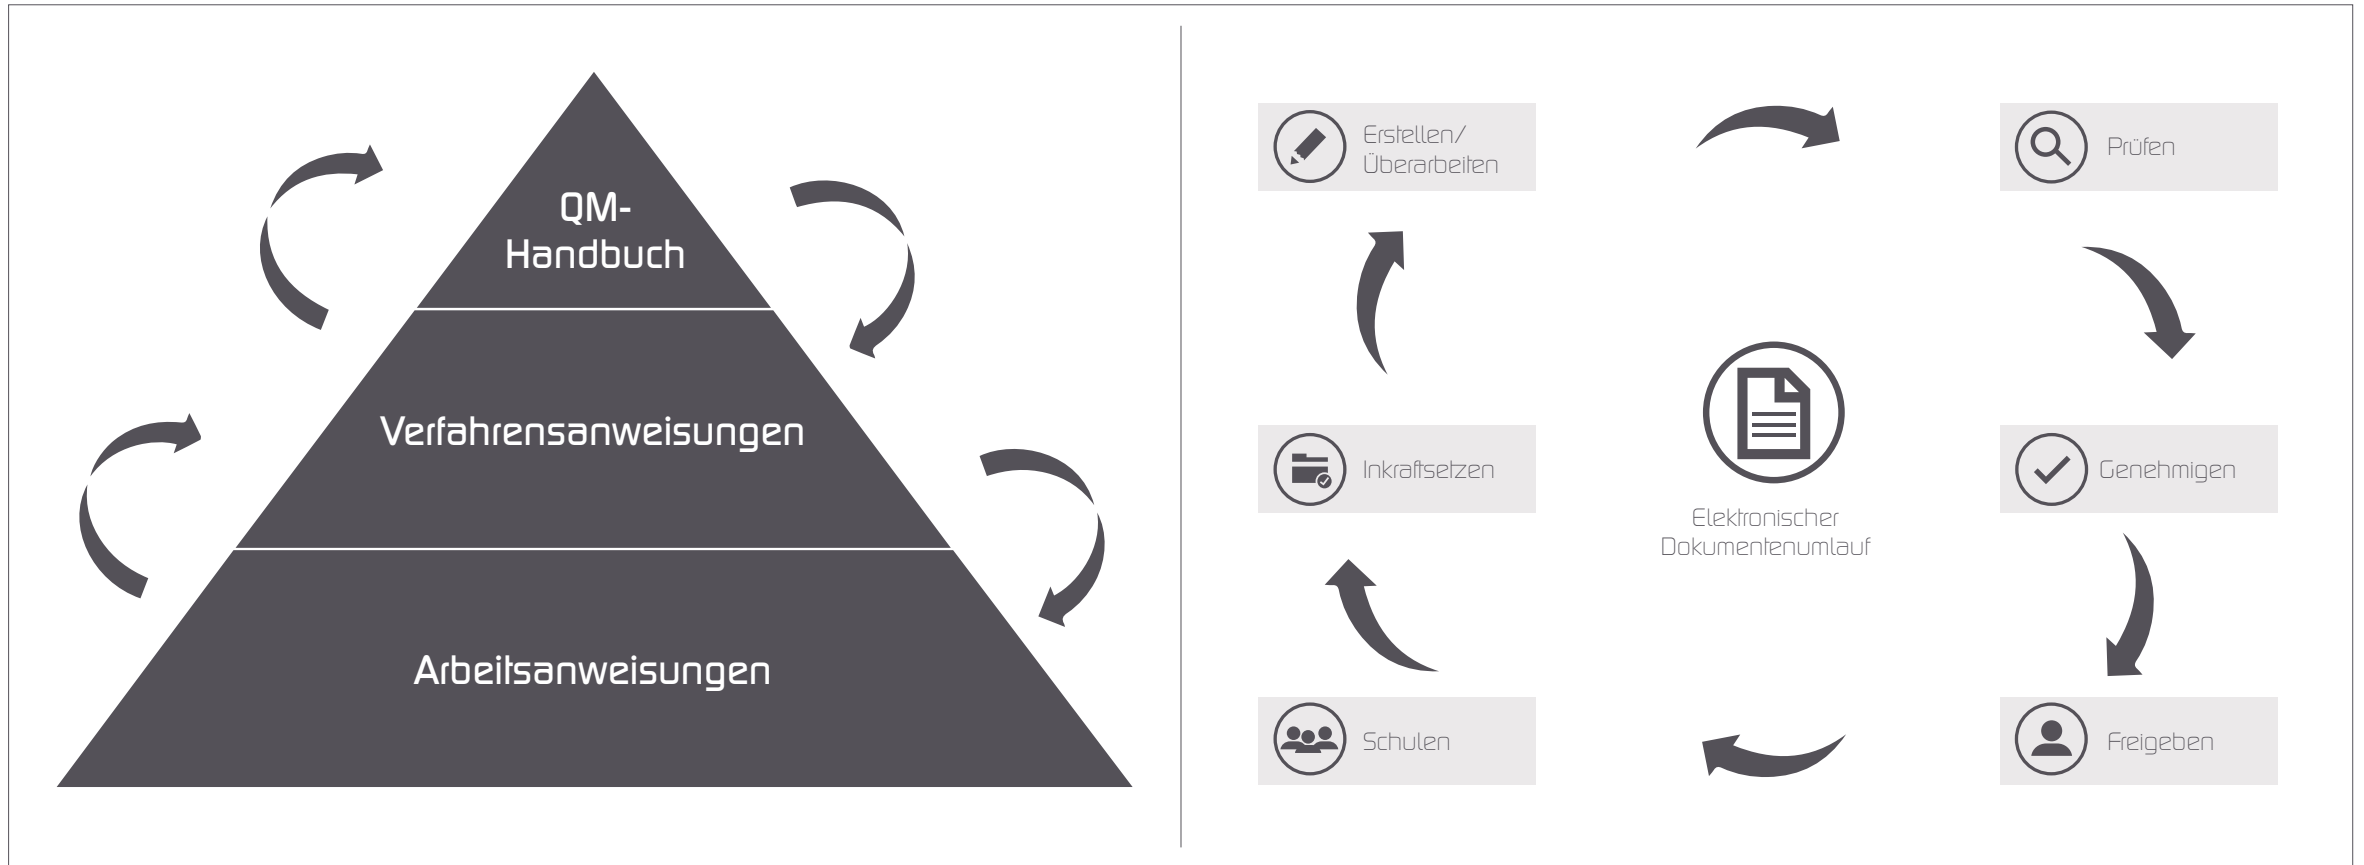 QM-
Handbuch
Verfahrensanweisungen
Arbeitsanweisungen
Erstellen/
Überarbeiten
Prüfen
Inkraftsetzen
Genehmigen
Elektronischer
Dokumentenumlauf
Schulen
Freigeben